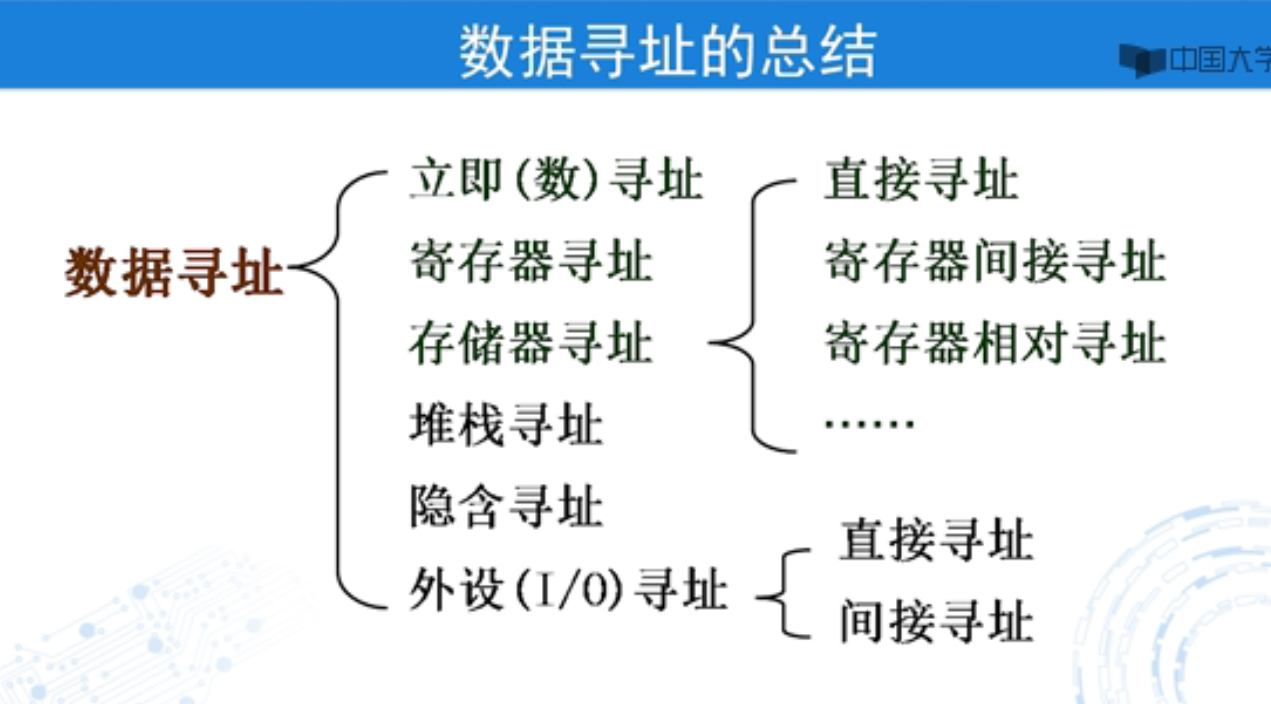 数据寻址的总结
中国大学
数据寻址
立即(数)寻址
寄存器寻址
存储器寻址
堆栈寻址
隐含寻址
外设(I/O)寻址
直接寻址
寄存器间接寻址
寄存器相对寻址
……
直接寻址
间接寻址